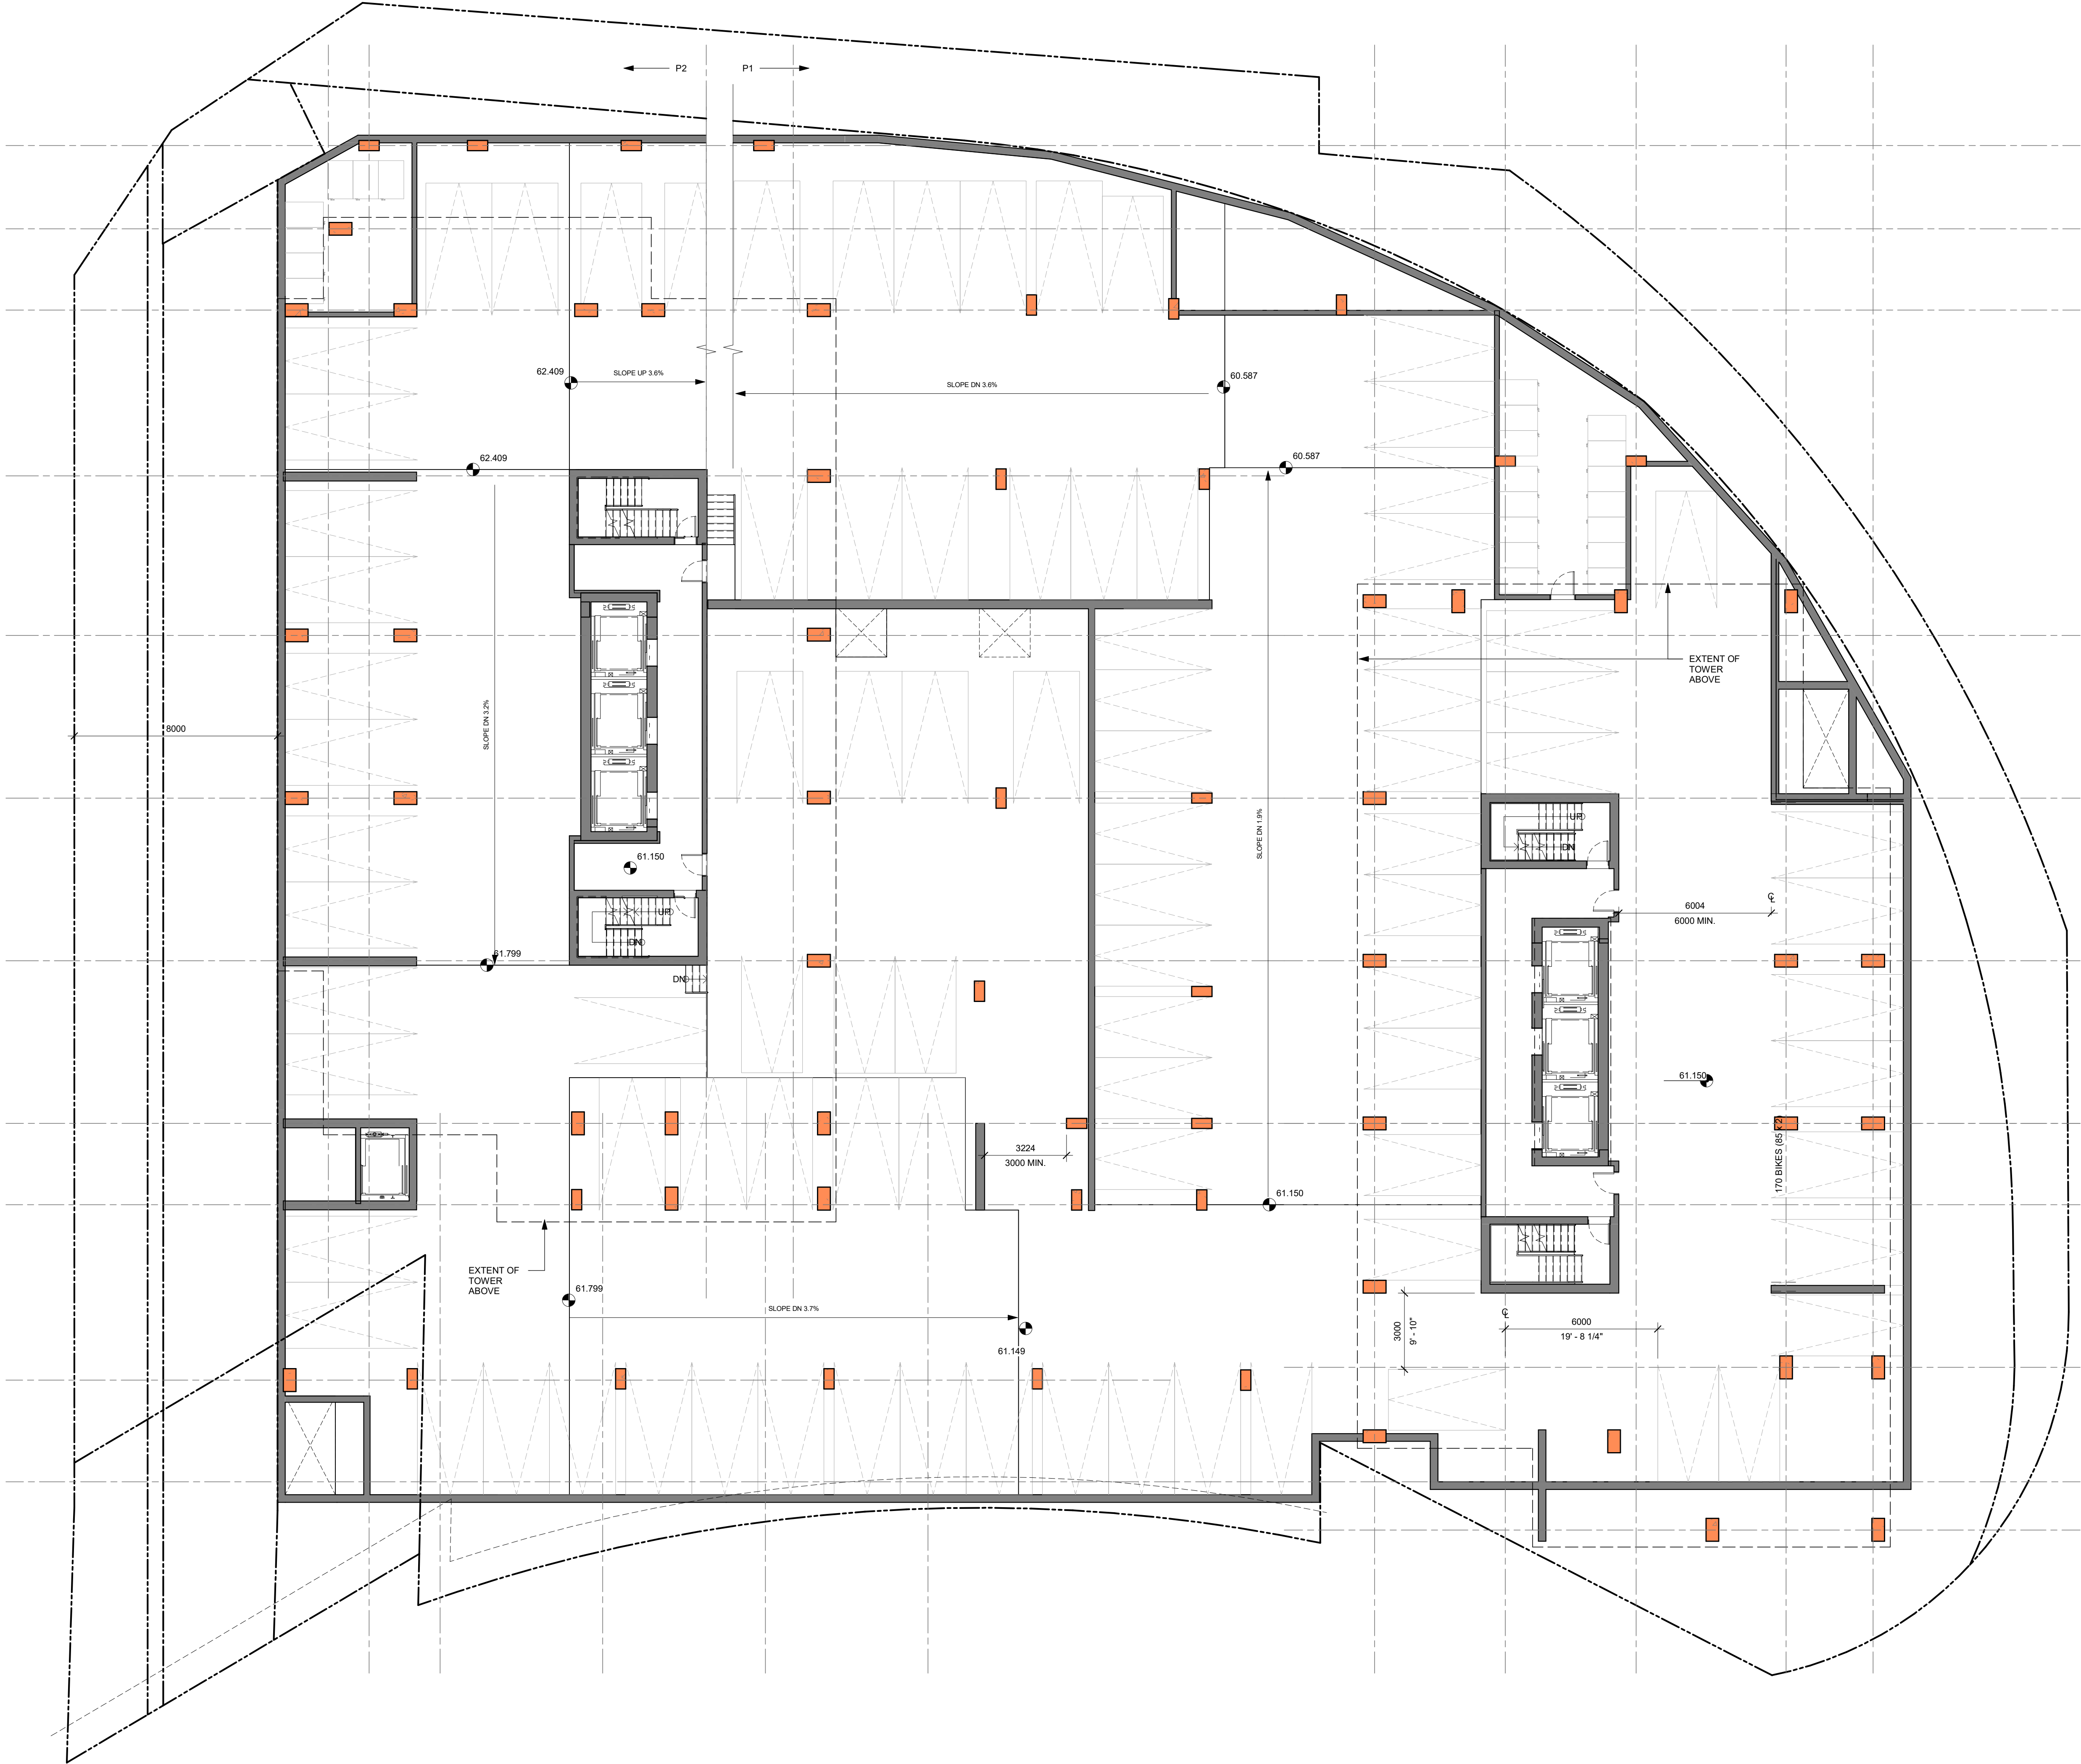 P2
P1
62.409
SLOPE UP 3.6%
SLOPE DN 3.6%
60.587
62.409
60.587
EXTENT OF
TOWER
ABOVE
8000
SLOPE DN 3.2%
SLOPE DN 1.9%
UP
DN
61.150
6004
6000 MIN.
℄
UP
DN
61.799
DN
61.150
170 BIKES (85 x 2)
3224
3000 MIN.
61.150
EXTENT OF
TOWER
ABOVE
61.799
SLOPE DN 3.7%
61.149
3000
9' - 10"
℄
6000
19' - 8 1/4"